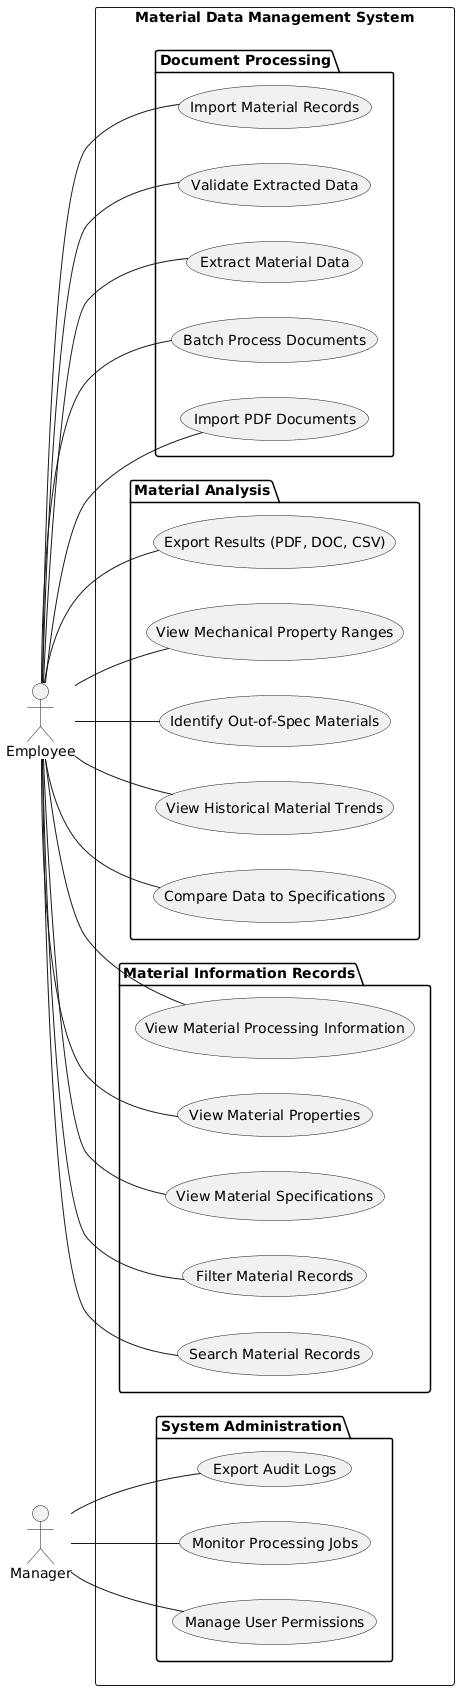 Material Data Management System
Document Processing
Import Material Records
Validate Extracted Data
Extract Material Data
Batch Process Documents
Import PDF Documents
Material Analysis
Export Results (PDF, DOC, CSV)
View Mechanical Property Ranges
Identify Out-of-Spec Materials
View Historical Material Trends
Compare Data to Specifications
Employee
Material Information Records
View Material Processing Information
View Material Properties
View Material Specifications
Filter Material Records
Search Material Records
System Administration
Export Audit Logs
Monitor Processing Jobs
Manage User Permissions
Manager